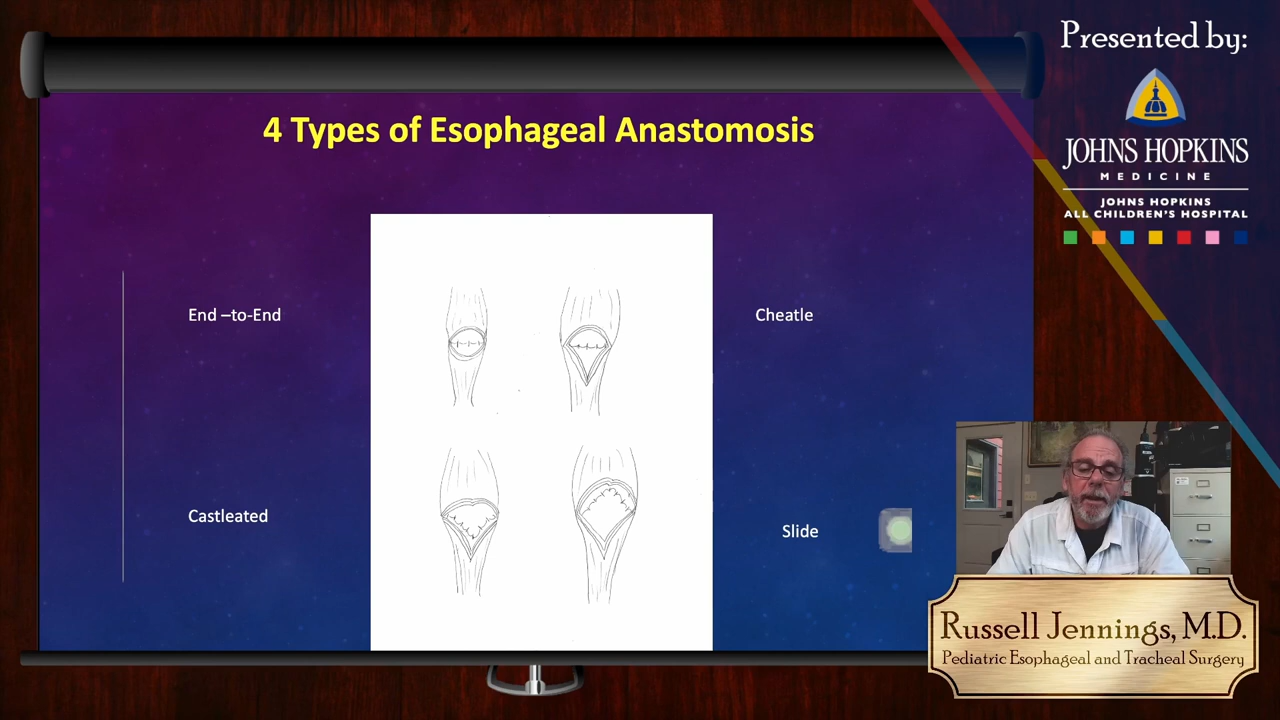 4 Types of Esophageal Anastomosis
End –to-End
Cheatle
Castleated
Slide
Presented by:
JOHNS HOPKINS
MEDICINE
JOHNS HOPKINS
ALL CHILDREN'S HOSPITAL
Russell Jennings, M.D.
Pediatric Esophageal and Tracheal Surgery